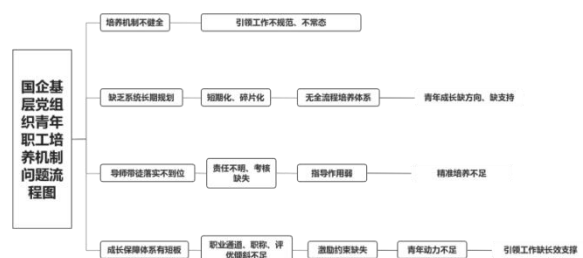 培养机制不健全
引领工作不规范、不常态
国企基
层党组
织青年
职工培
养机制
问题流
程图
缺乏系统长期规划
短期化、碎片化
无全流程培养体系
青年成长缺方向、缺支持
导师带徒落实不到位
责任不明、考核
缺失
指导作用弱
精准培养不足
成长保障体系有短板
职业通道、职称、评
优倾斜不足
激励约束缺失
青年动力不足
引领工作缺长效支撑